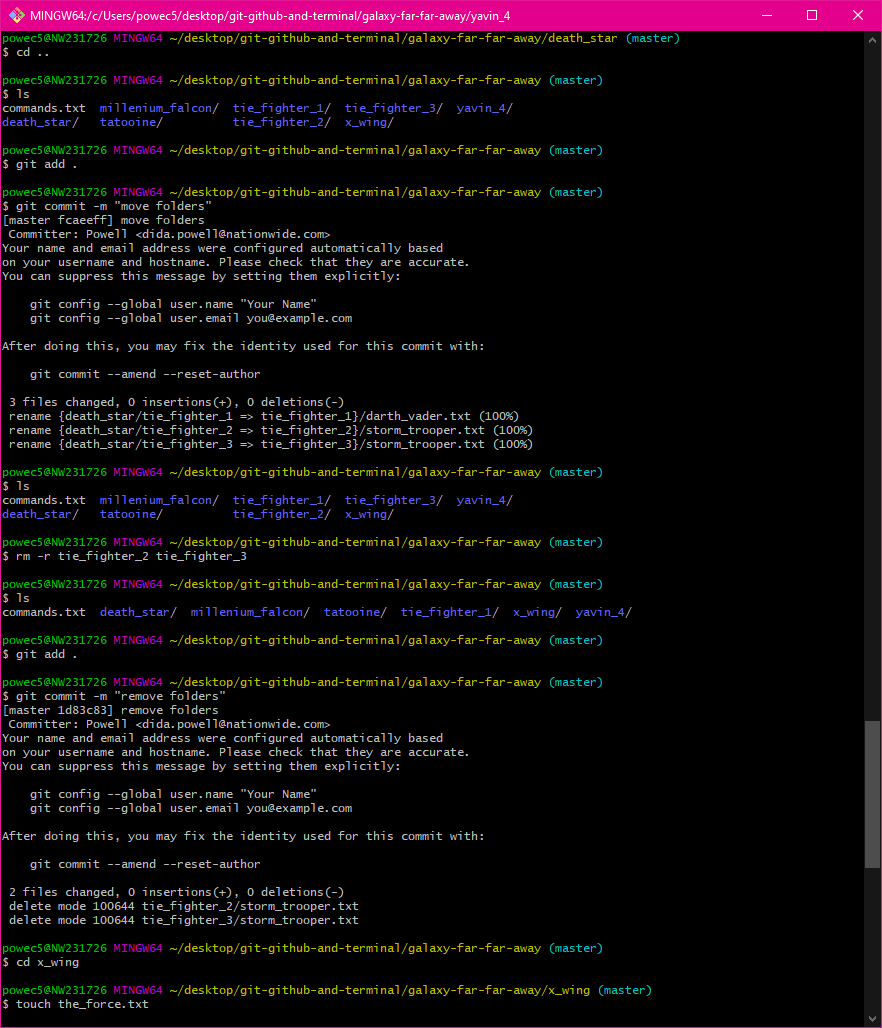 MINGW64:/c/Users/powec5/desktop/git-github-and-terminal/galaxy-far-far-away/yavin_4
powec5@NW231726 MINGW64 ~/desktop/git-github-and-terminal/galaxy-far-far-away/death_star (master)
$ cd ..
powec5@NW231726 MINGW64 ~/desktop/git-github-and-terminal/galaxy-far-far-away (master)
$ ls
commands.txt  millenium_falcon/  tie_fighter_1/  tie_fighter_3/  yavin_4/
death_star/   tatooine/          tie_fighter_2/  x_wing/
powec5@NW231726 MINGW64 ~/desktop/git-github-and-terminal/galaxy-far-far-away (master)
$ git add .
powec5@NW231726 MINGW64 ~/desktop/git-github-and-terminal/galaxy-far-far-away (master)
$ git commit -m "move folders"
[master fcaeeff] move folders
 Committer: Powell <dida.powell@nationwide.com>
Your name and email address were configured automatically based
on your username and hostname. Please check that they are accurate.
You can suppress this message by setting them explicitly:
    git config --global user.name "Your Name"
    git config --global user.email you@example.com
After doing this, you may fix the identity used for this commit with:
    git commit --amend --reset-author
 3 files changed, 0 insertions(+), 0 deletions(-)
 rename {death_star/tie_fighter_1 => tie_fighter_1}/darth_vader.txt (100%)
 rename {death_star/tie_fighter_2 => tie_fighter_2}/storm_trooper.txt (100%)
 rename {death_star/tie_fighter_3 => tie_fighter_3}/storm_trooper.txt (100%)
powec5@NW231726 MINGW64 ~/desktop/git-github-and-terminal/galaxy-far-far-away (master)
$ ls
commands.txt  millenium_falcon/  tie_fighter_1/  tie_fighter_3/  yavin_4/
death_star/   tatooine/          tie_fighter_2/  x_wing/
powec5@NW231726 MINGW64 ~/desktop/git-github-and-terminal/galaxy-far-far-away (master)
$ rm -r tie_fighter_2 tie_fighter_3
powec5@NW231726 MINGW64 ~/desktop/git-github-and-terminal/galaxy-far-far-away (master)
$ ls
commands.txt  death_star/  millenium_falcon/  tatooine/  tie_fighter_1/  x_wing/  yavin_4/
powec5@NW231726 MINGW64 ~/desktop/git-github-and-terminal/galaxy-far-far-away (master)
$ git add .
powec5@NW231726 MINGW64 ~/desktop/git-github-and-terminal/galaxy-far-far-away (master)
$ git commit -m "remove folders"
[master 1d83c83] remove folders
 Committer: Powell <dida.powell@nationwide.com>
Your name and email address were configured automatically based
on your username and hostname. Please check that they are accurate.
You can suppress this message by setting them explicitly:
    git config --global user.name "Your Name"
    git config --global user.email you@example.com
After doing this, you may fix the identity used for this commit with:
    git commit --amend --reset-author
 2 files changed, 0 insertions(+), 0 deletions(-)
 delete mode 100644 tie_fighter_2/storm_trooper.txt
 delete mode 100644 tie_fighter_3/storm_trooper.txt
powec5@NW231726 MINGW64 ~/desktop/git-github-and-terminal/galaxy-far-far-away (master)
$ cd x_wing
powec5@NW231726 MINGW64 ~/desktop/git-github-and-terminal/galaxy-far-far-away/x_wing (master)
$ touch the_force.txt